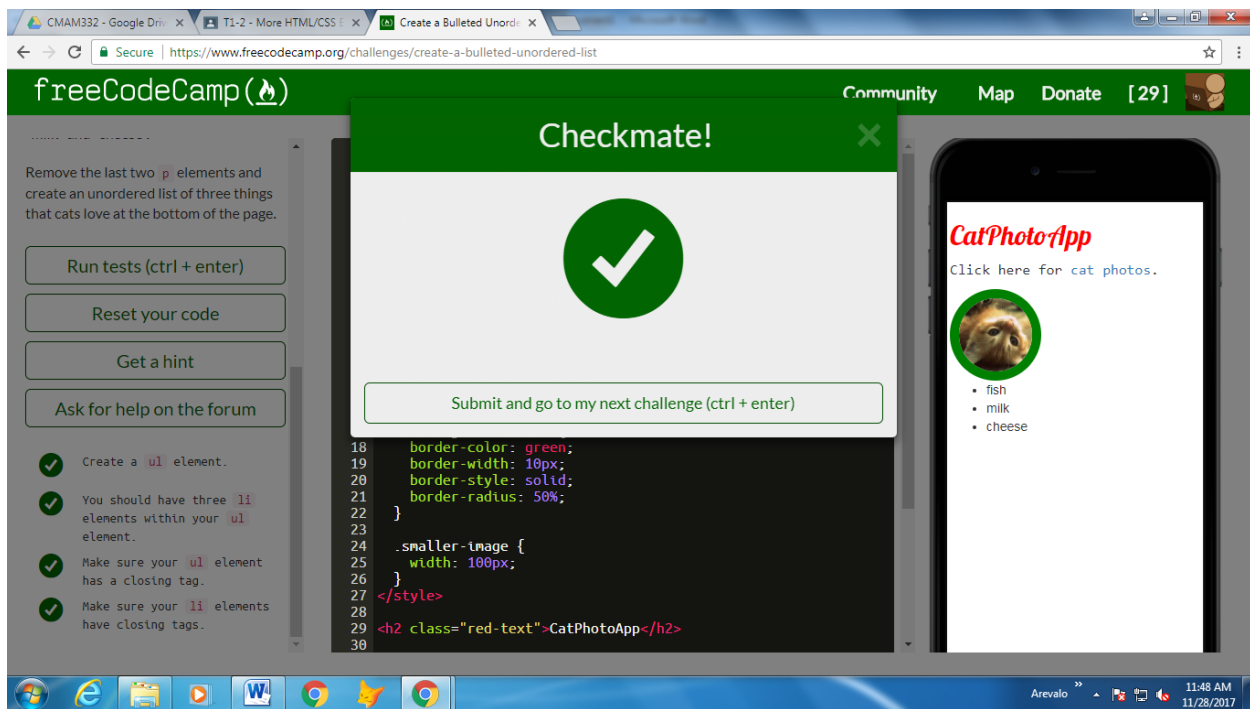 CMAM332 - Google Driv
T1-2 - More HTML/CSS E
Create a Bulleted Unorde
Secure | https://www.freecodecamp.org/challenges/create-a-bulleted-unordered-list
freeCodeCamp( )
Community Map Donate [ 29 ]
Remove the last two p elements and
create an unordered list of three things
that cats love at the bottom of the page.
Run tests (ctrl + enter)
Reset your code
Get a hint
Ask for help on the forum
Create a ul element.
You should have three li
elements within your ul
element.
Make sure your ul element
has a closing tag.
Make sure your li elements
have closing tags.
Checkmate!
Submit and go to my next challenge (ctrl + enter)
18 border-color: green;
19 border-width: 10px;
20 border-style: solid;
21 border-radius: 50%;
22 }
23
24 .smaller-image {
25 width: 100px;
26 }
27 </style>
28
29 <h2 class="red-text">CatPhotoApp</h2>
30
CatPhotoApp
Click here for cat photos.
• fish
• milk
• cheese
Arevalo
11:48 AM
11/28/2017